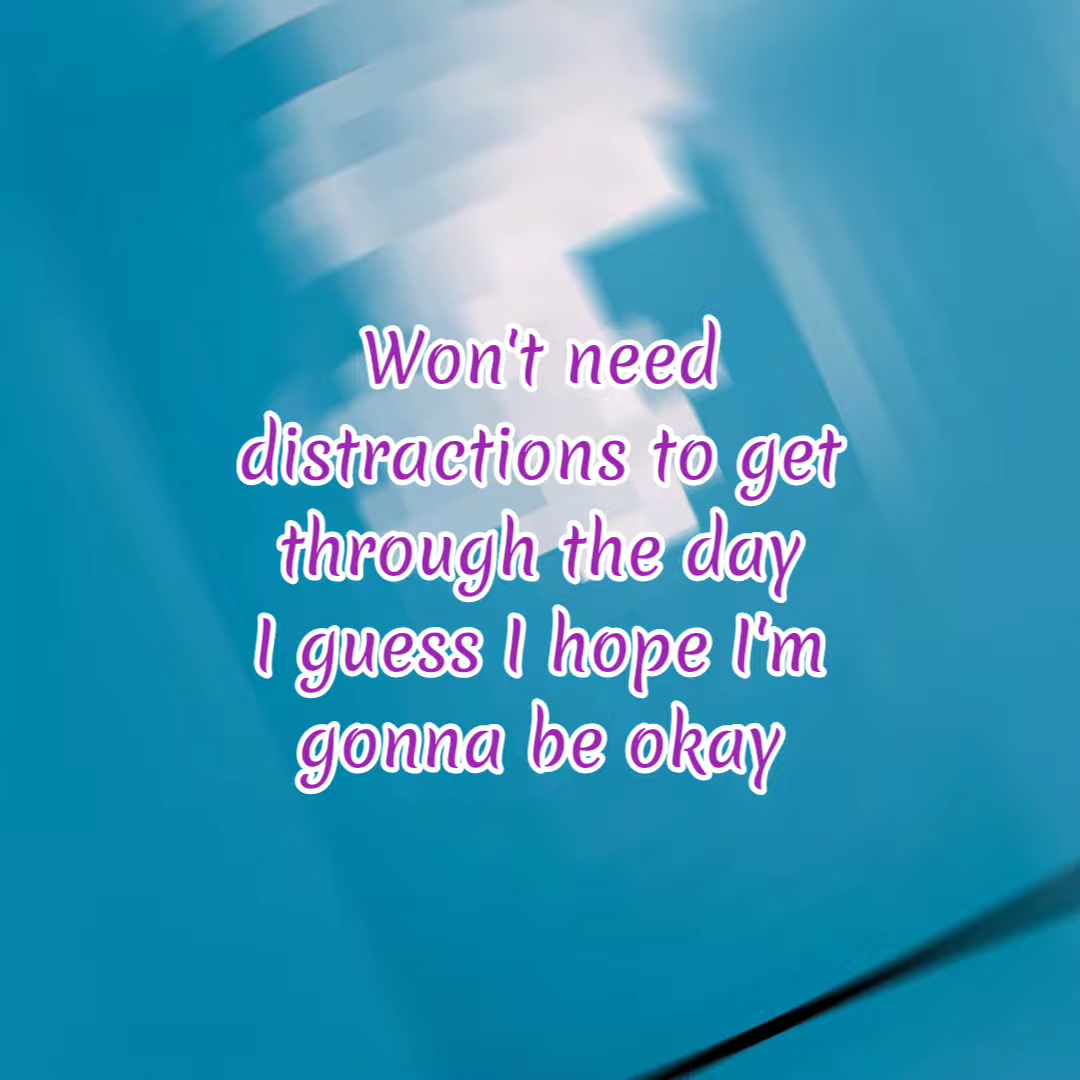 Won't need
distractions to get
through the day
I guess I hope I'm
gonna be okay